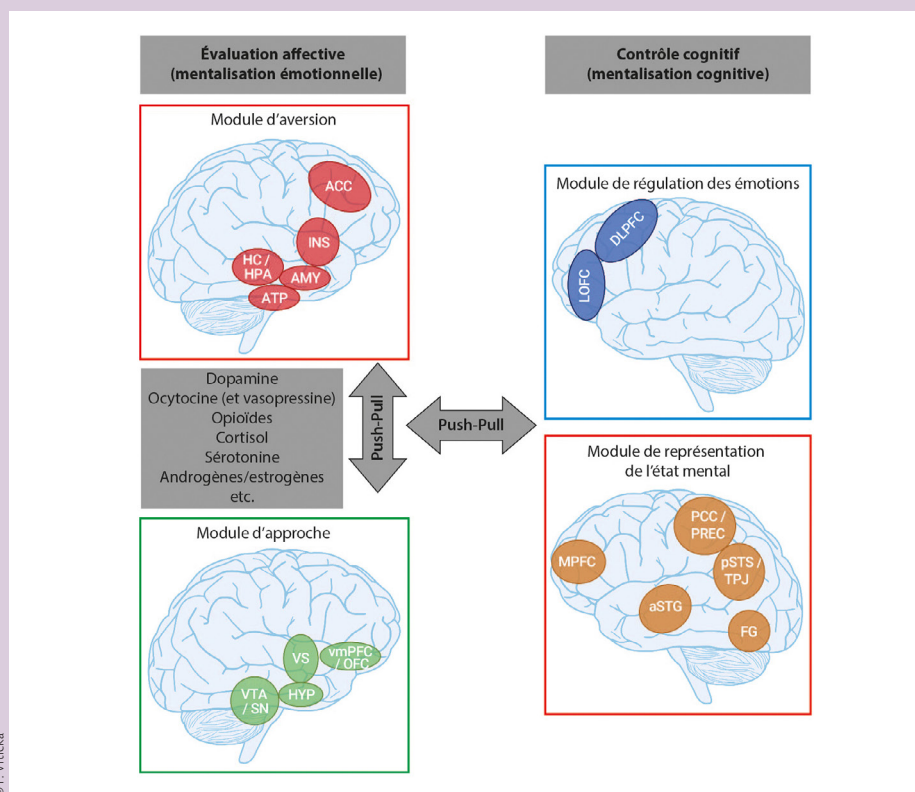 Évaluation affective
(mentalisation émotionnelle)
Contrôle cognitif
(mentalisation cognitive)
Module d'aversion
ACC
INS
HC /
HPA
AMY
ATP
Module de régulation des émotions
DLPFC
LOFC
Dopamine
Ocytocine (et vasopressine)
Opioïdes
Cortisol
Sérotonine
Androgènes/estrogènes
etc.
Push-Pull
Push-Pull
Module de représentation
de l'état mental
PCC /
PREC
MPFC
pSTS /
TPJ
aSTG
FG
Module d'approche
VS
vmPFC
/ OFC
VTA
/ SN
HYP